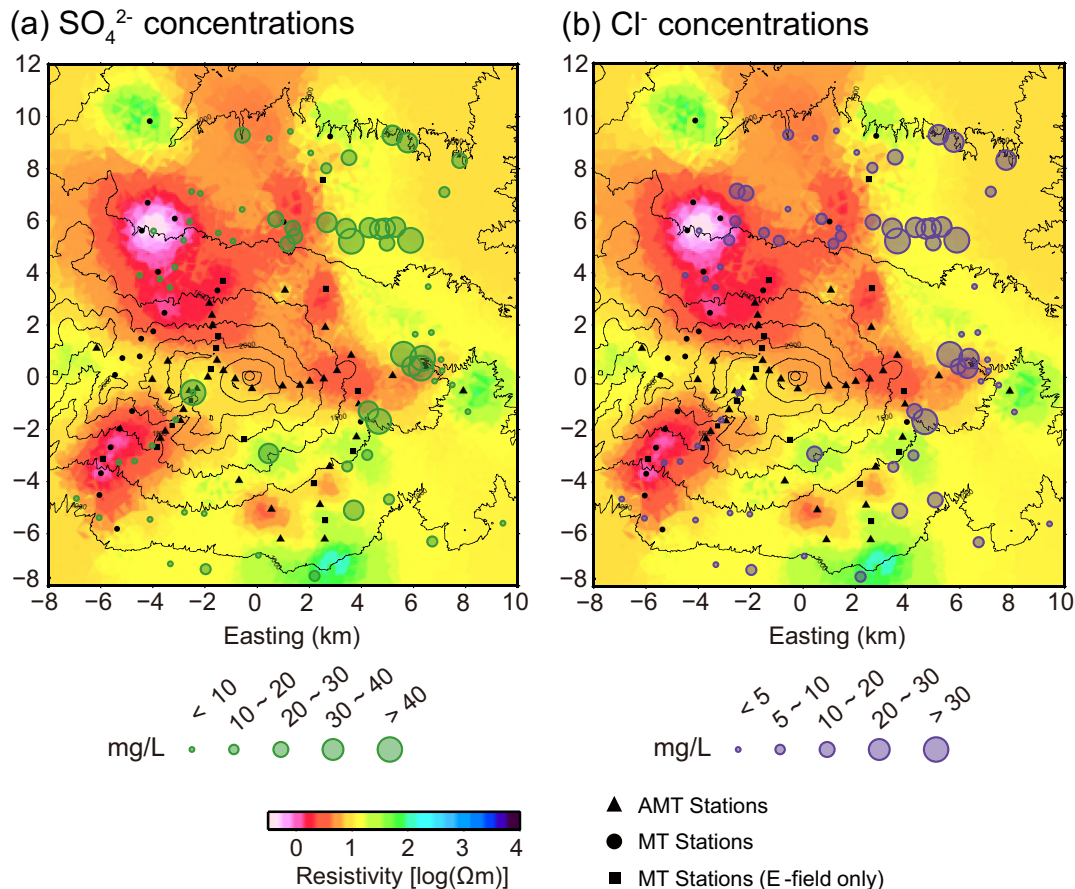 (a) SO₄²⁻ concentrations
(b) Cl⁻ concentrations
12
10
8
6
4
2
0
−2
−4
−6
−8
−8 −6 −4 −2 0 2 4 6 8 10
Easting (km)
12
10
8
6
4
2
0
−2
−4
−6
−8
−8 −6 −4 −2 0 2 4 6 8 10
Easting (km)
2000
1500
2000
1500
mg/L
< 10
10 ~ 20
20 ~ 30
30 ~ 40
> 40
mg/L
< 5
5 ~ 10
10 ~ 20
20 ~ 30
> 30
0 1 2 3 4
Resistivity [log(Ωm)]
AMT Stations
MT Stations
MT Stations (E-field only)